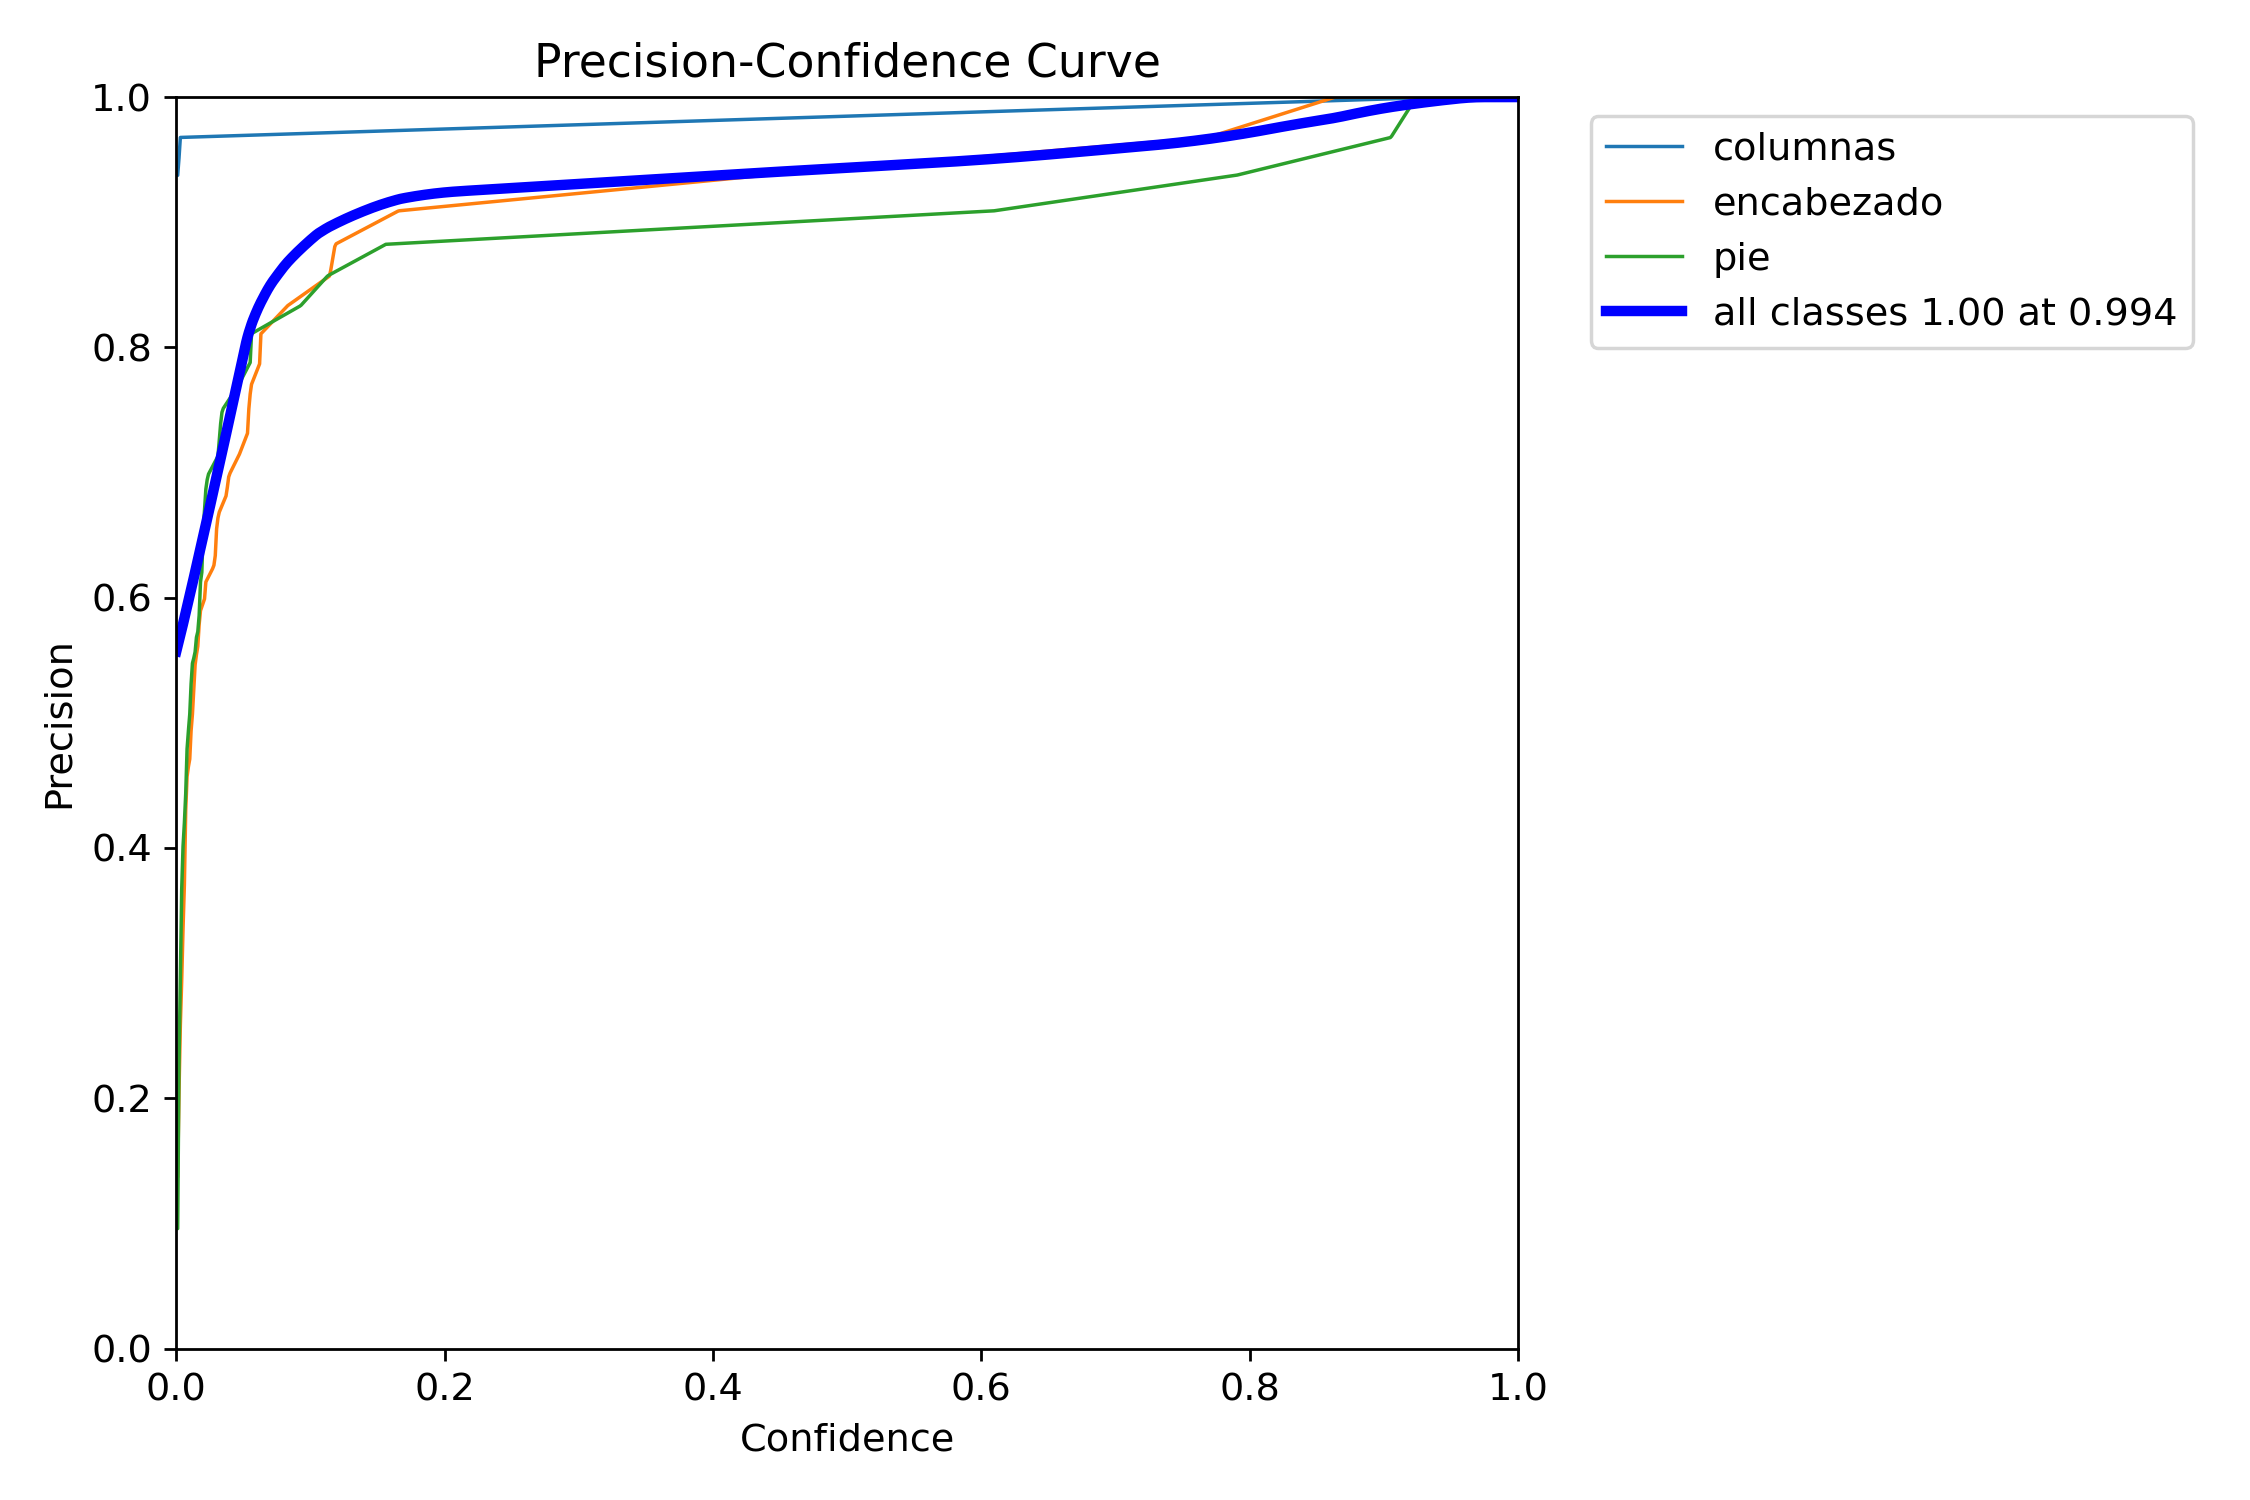 Precision-Confidence Curve
1.0
0.8
0.6
0.4
0.2
0.0
Precision
0.0 0.2 0.4 0.6 0.8 1.0
Confidence
columnas
encabezado
pie
all classes 1.00 at 0.994